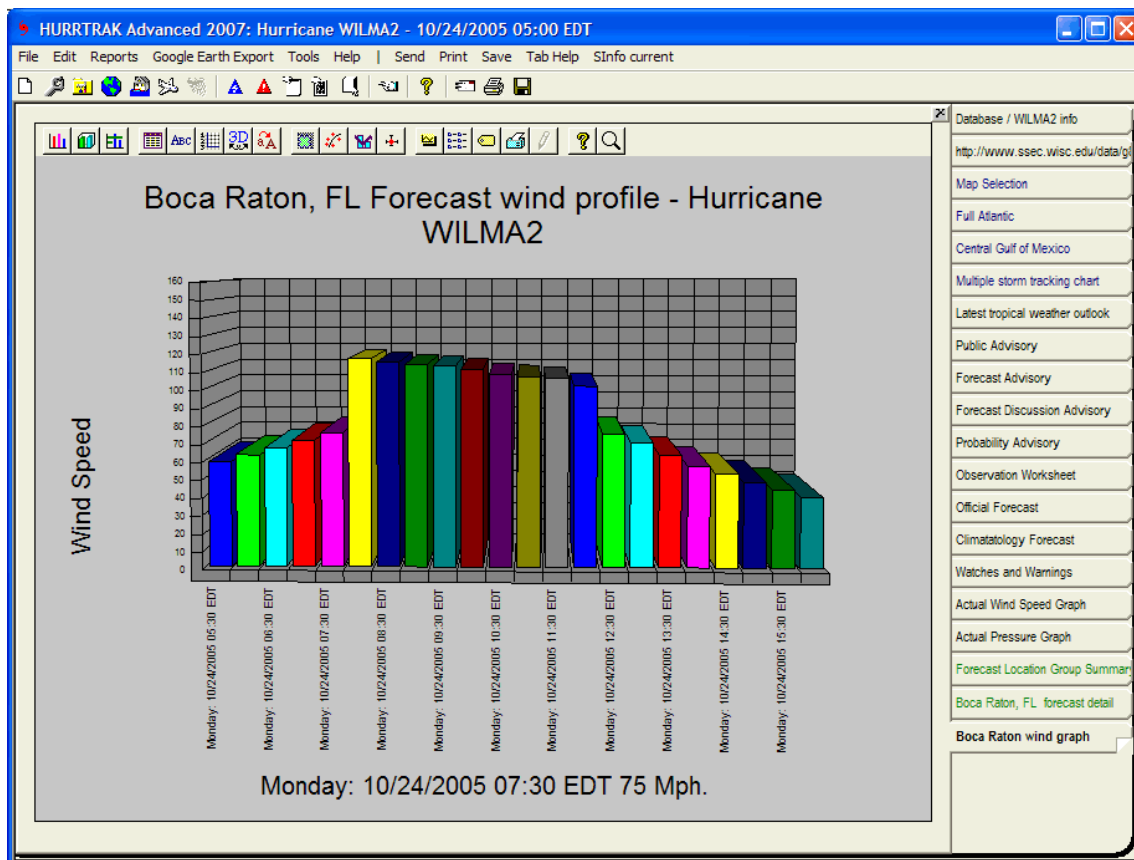 HURRTRAK Advanced 2007: Hurricane WILMA2 - 10/24/2005 05:00 EDT
File Edit Reports Google Earth Export Tools Help | Send Print Save Tab Help SInfo current
ABC 3D
Boca Raton, FL Forecast wind profile - Hurricane
WILMA2
Wind Speed
160
150
140
130
120
110
100
90
80
70
60
50
40
30
20
10
0
Monday: 10/24/2005 05:30 EDT
Monday: 10/24/2005 06:30 EDT
Monday: 10/24/2005 07:30 EDT
Monday: 10/24/2005 08:30 EDT
Monday: 10/24/2005 09:30 EDT
Monday: 10/24/2005 10:30 EDT
Monday: 10/24/2005 11:30 EDT
Monday: 10/24/2005 12:30 EDT
Monday: 10/24/2005 13:30 EDT
Monday: 10/24/2005 14:30 EDT
Monday: 10/24/2005 15:30 EDT
Monday: 10/24/2005 07:30 EDT 75 Mph.
Database / WILMA2 info
http://www.ssec.wisc.edu/data/g
Map Selection
Full Atlantic
Central Gulf of Mexico
Multiple storm tracking chart
Latest tropical weather outlook
Public Advisory
Forecast Advisory
Forecast Discussion Advisory
Probability Advisory
Observation Worksheet
Official Forecast
Climatatology Forecast
Watches and Warnings
Actual Wind Speed Graph
Actual Pressure Graph
Forecast Location Group Summary
Boca Raton, FL forecast detail
Boca Raton wind graph